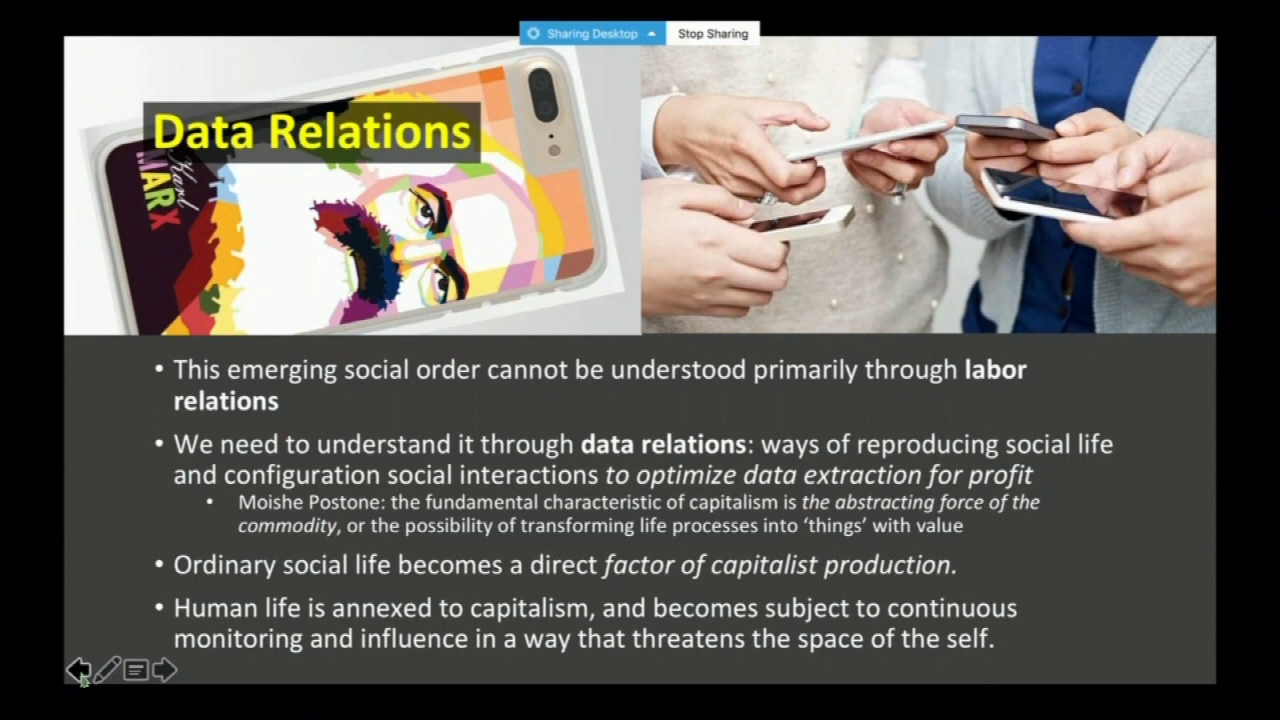 Sharing Desktop Stop Sharing
Data Relations
Karl
MARX
• This emerging social order cannot be understood primarily through labor
relations
• We need to understand it through data relations: ways of reproducing social life
and configuration social interactions to optimize data extraction for profit
• Moishe Postone: the fundamental characteristic of capitalism is the abstracting force of the
commodity, or the possibility of transforming life processes into ‘things’ with value
• Ordinary social life becomes a direct factor of capitalist production.
• Human life is annexed to capitalism, and becomes subject to continuous
monitoring and influence in a way that threatens the space of the self.